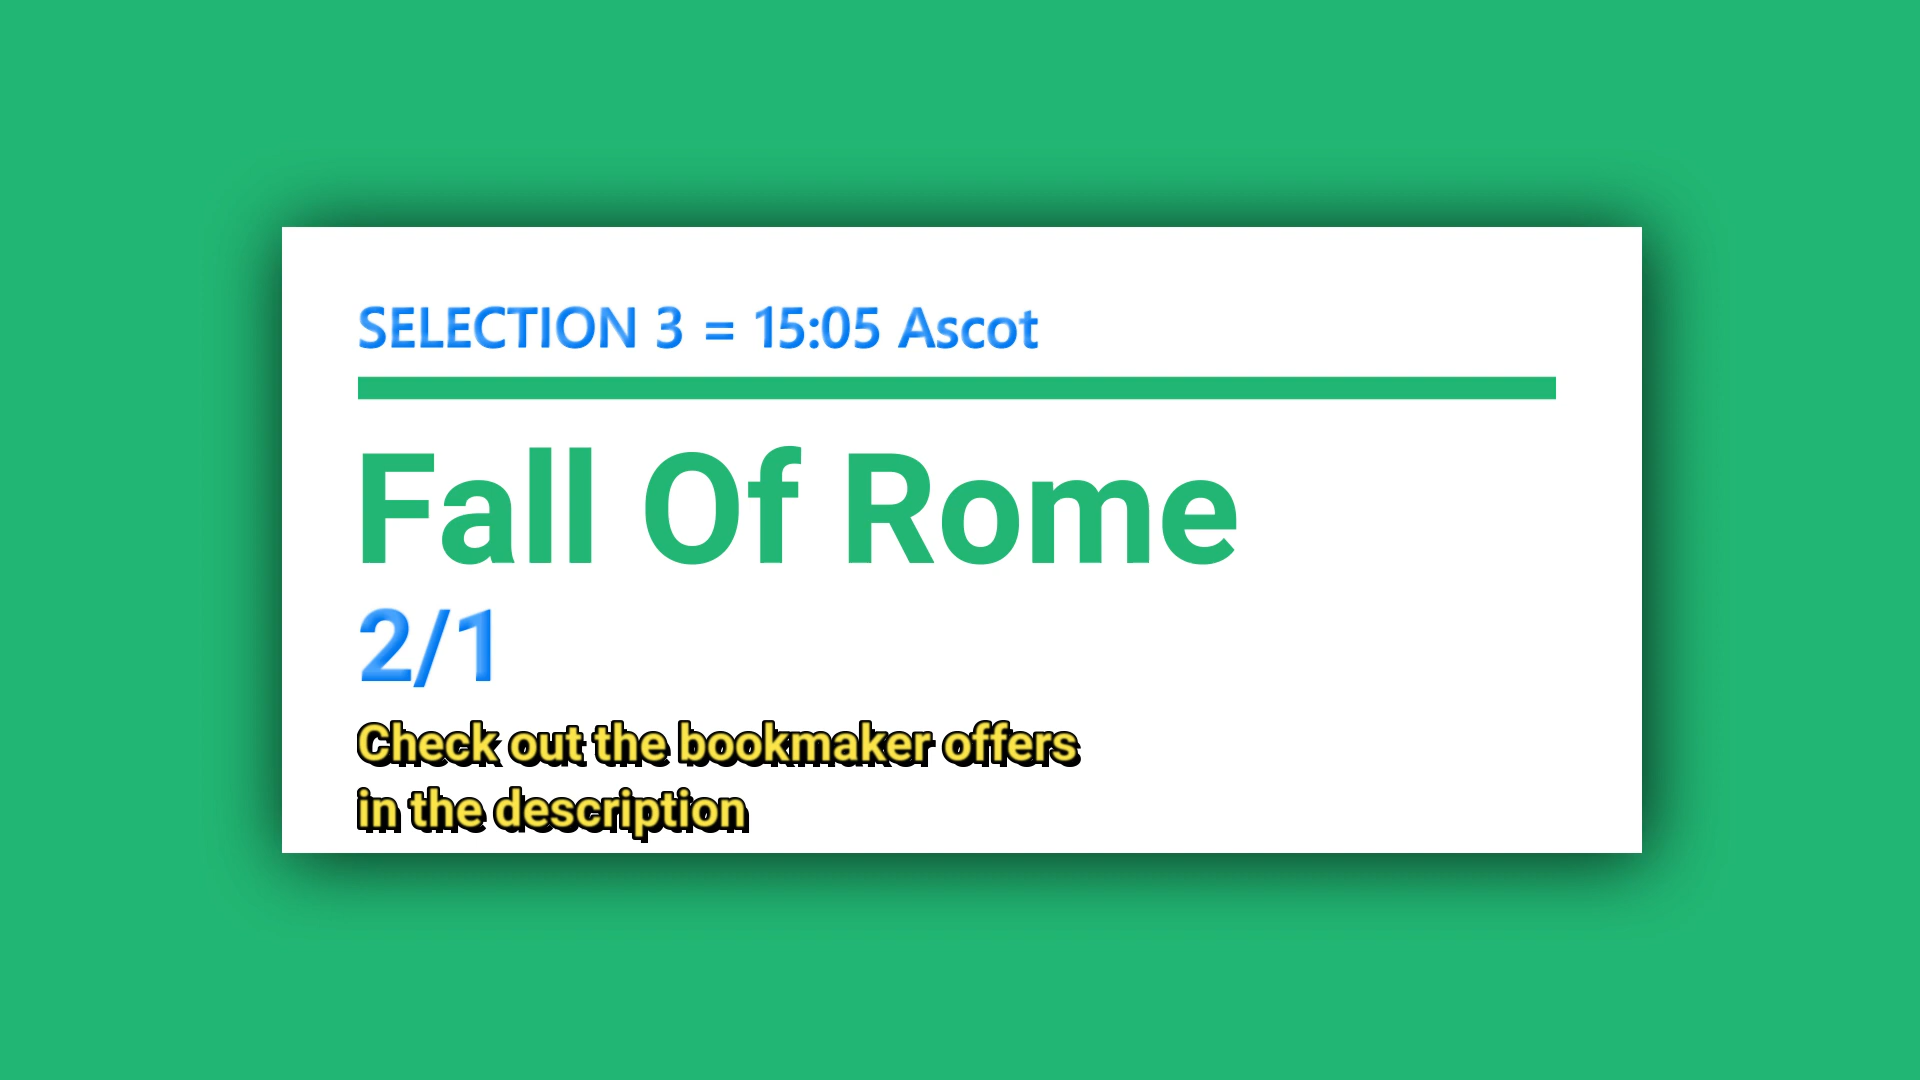 SELECTION 3 = 15:05 Ascot
Fall Of Rome
2/1
Check out the bookmaker offers
in the description